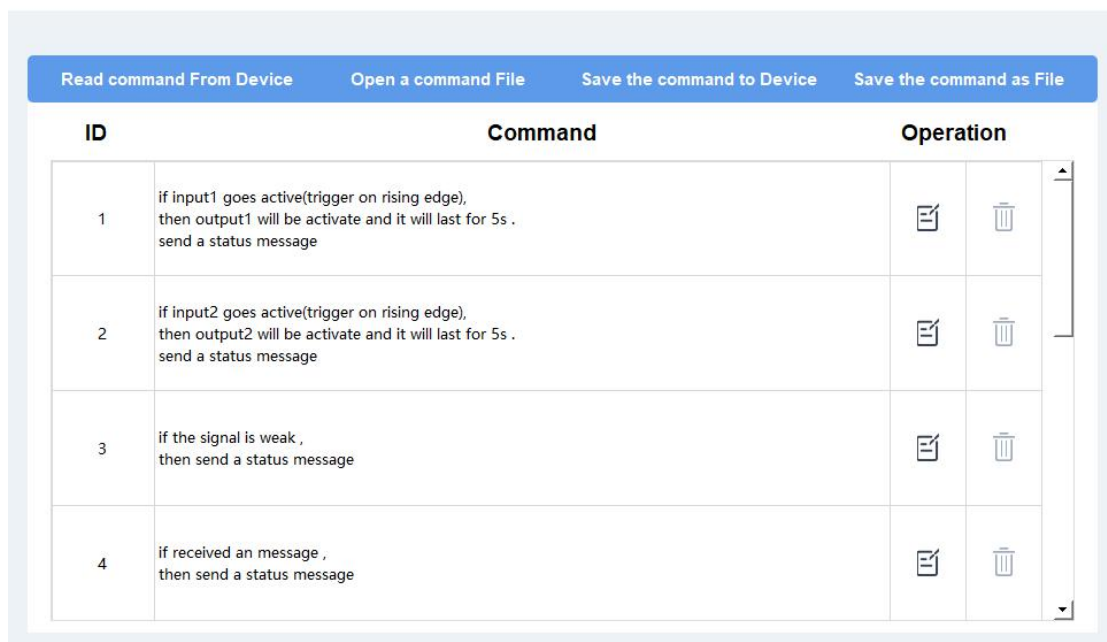 Read command From Device Open a command File Save the command to Device Save the command as File
ID Command Operation
1
if input1 goes active(trigger on rising edge),
then output1 will be activate and it will last for 5s .
send a status message
2
if input2 goes active(trigger on rising edge),
then output2 will be activate and it will last for 5s .
send a status message
3
if the signal is weak ,
then send a status message
4
if received an message ,
then send a status message